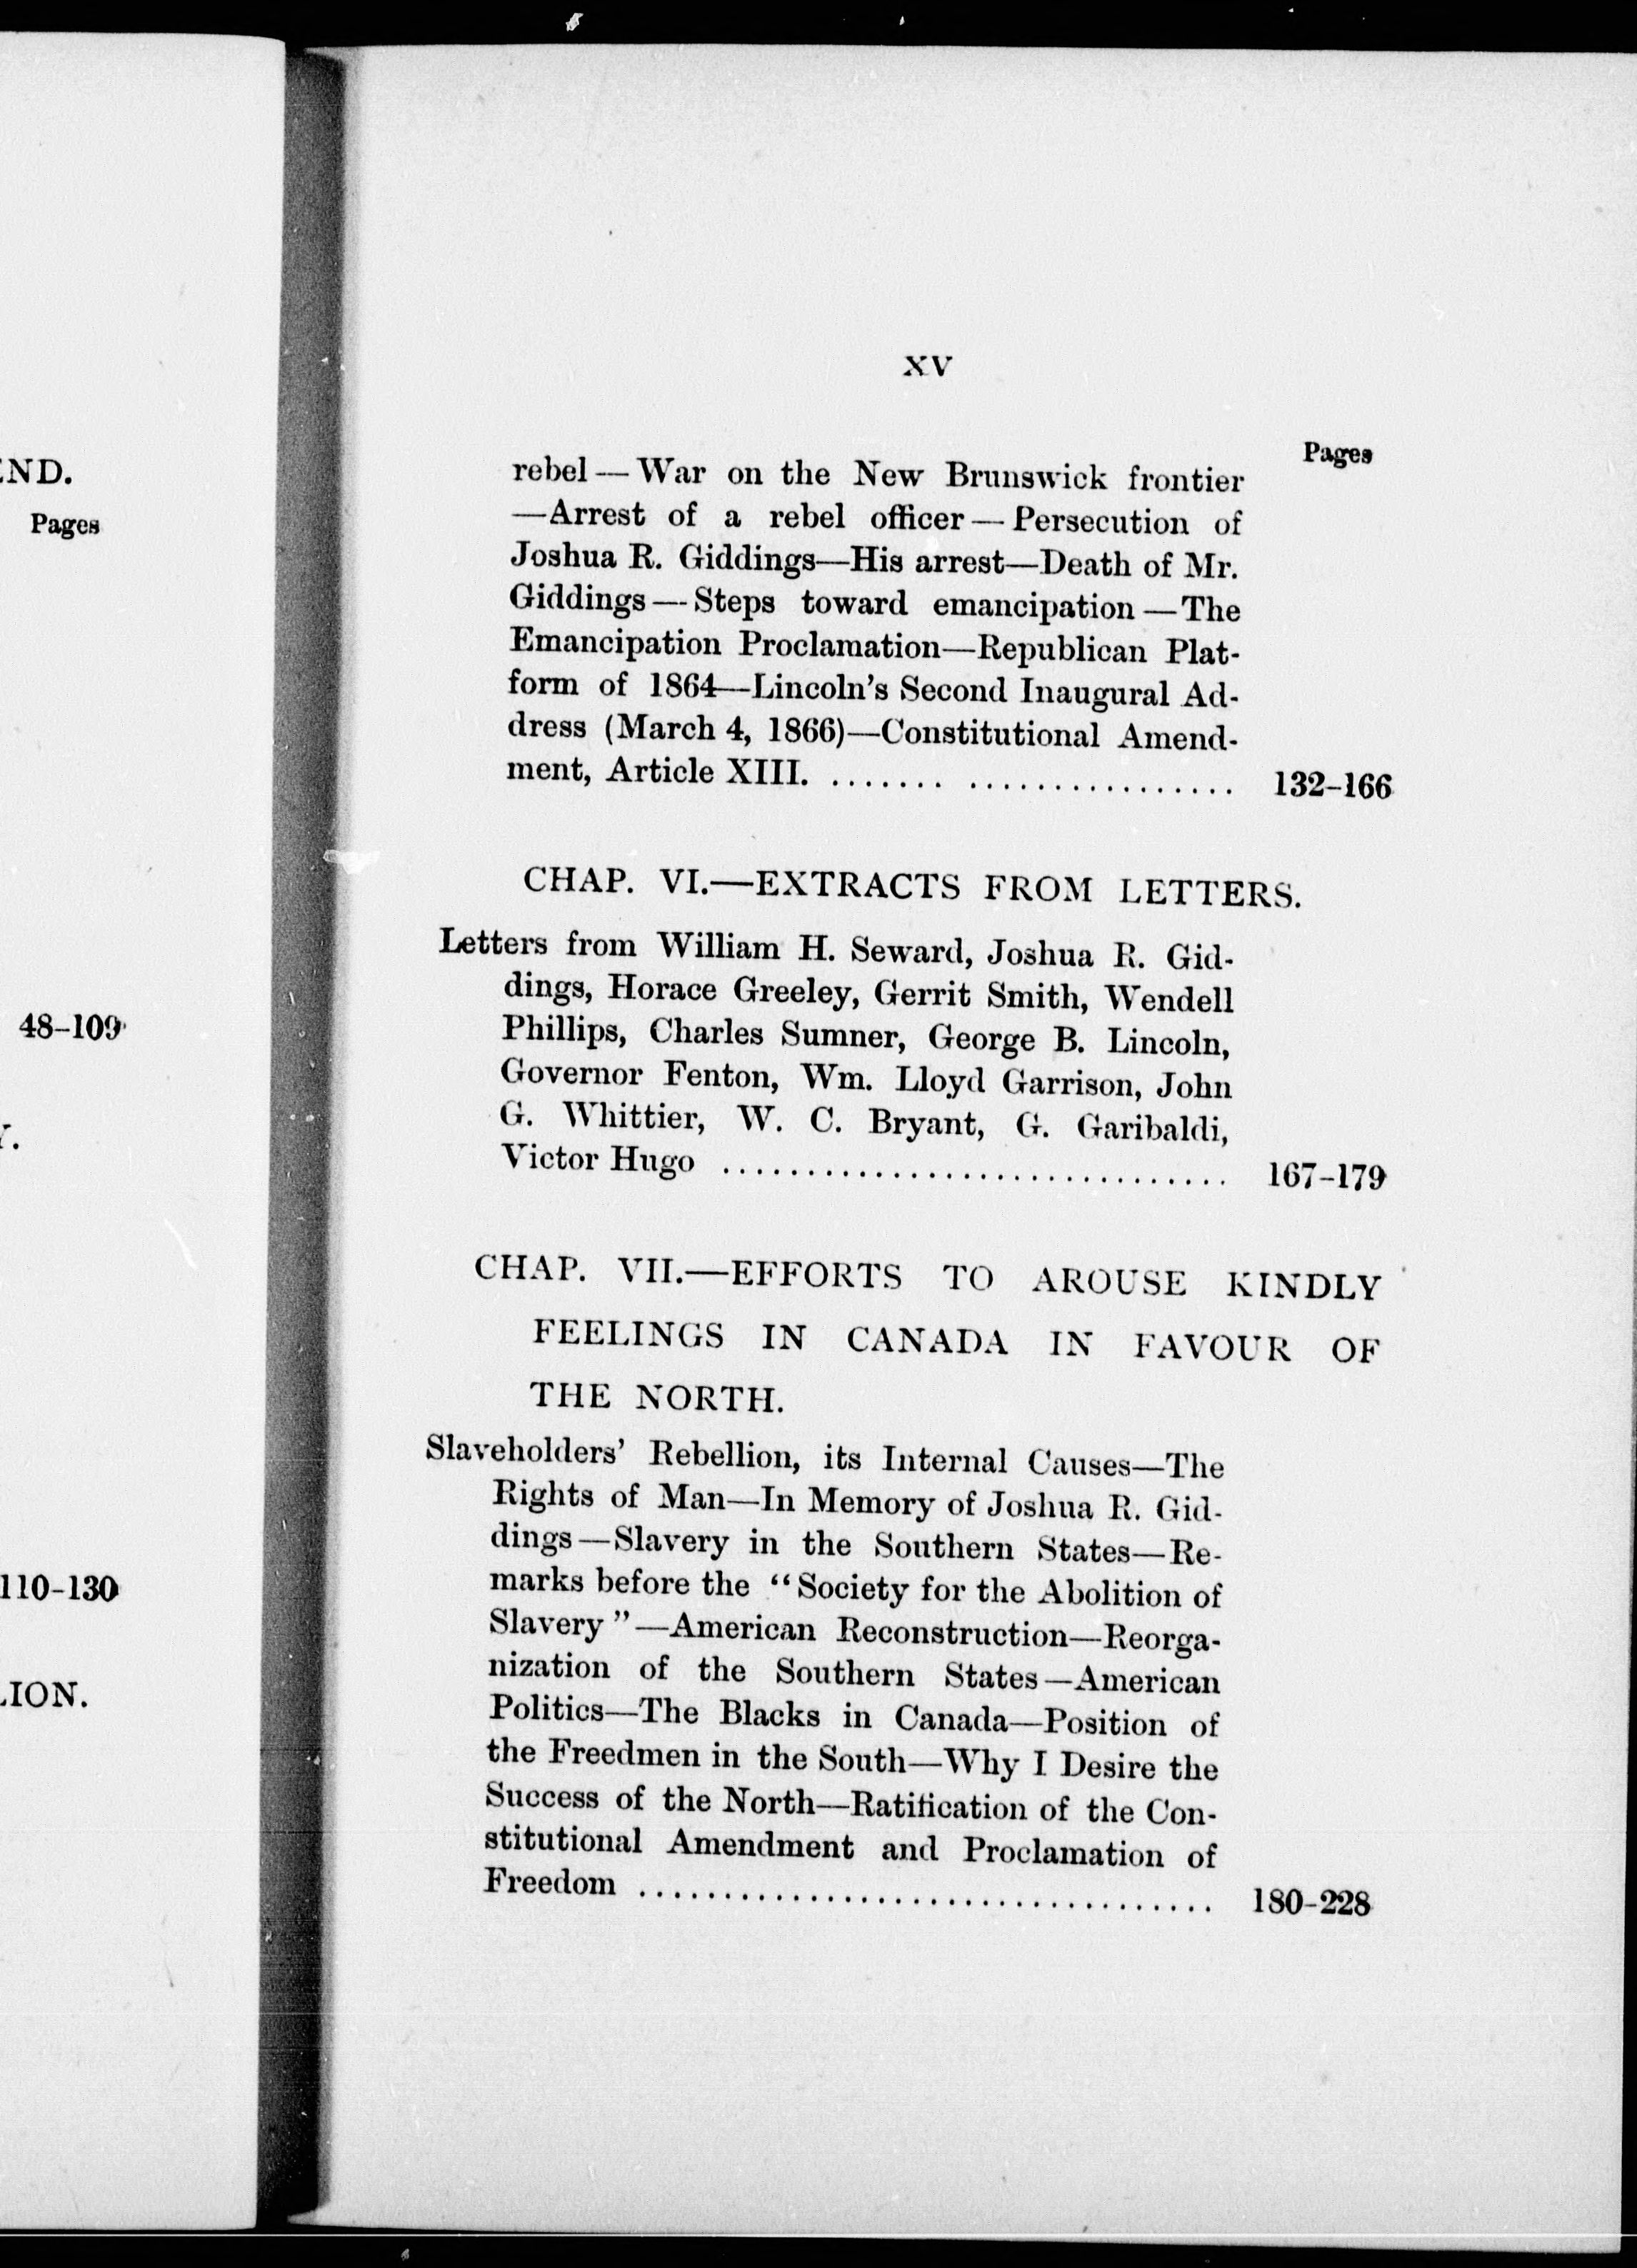 END.
Pages
48-109
Y.
110-130
LION.
XV
Pages
rebel — War on the New Brunswick frontier
—Arrest of a rebel officer — Persecution of
Joshua R. Giddings—His arrest—Death of Mr.
Giddings — Steps toward emancipation — The
Emancipation Proclamation—Republican Plat-
form of 1864—Lincoln's Second Inaugural Ad-
dress (March 4, 1866)—Constitutional Amend-
ment, Article XIII. ....... ................ 132-166
CHAP. VI.—EXTRACTS FROM LETTERS.
Letters from William H. Seward, Joshua R. Gid-
dings, Horace Greeley, Gerrit Smith, Wendell
Phillips, Charles Sumner, George B. Lincoln,
Governor Fenton, Wm. Lloyd Garrison, John
G. Whittier, W. C. Bryant, G. Garibaldi,
Victor Hugo .............................. 167-179
CHAP. VII.—EFFORTS TO AROUSE KINDLY
FEELINGS IN CANADA IN FAVOUR OF
THE NORTH.
Slaveholders' Rebellion, its Internal Causes—The
Rights of Man—In Memory of Joshua R. Gid-
dings—Slavery in the Southern States—Re-
marks before the "Society for the Abolition of
Slavery"—American Reconstruction—Reorga-
nization of the Southern States—American
Politics—The Blacks in Canada—Position of
the Freedmen in the South—Why I Desire the
Success of the North—Ratification of the Con-
stitutional Amendment and Proclamation of
Freedom .................................. 180-228